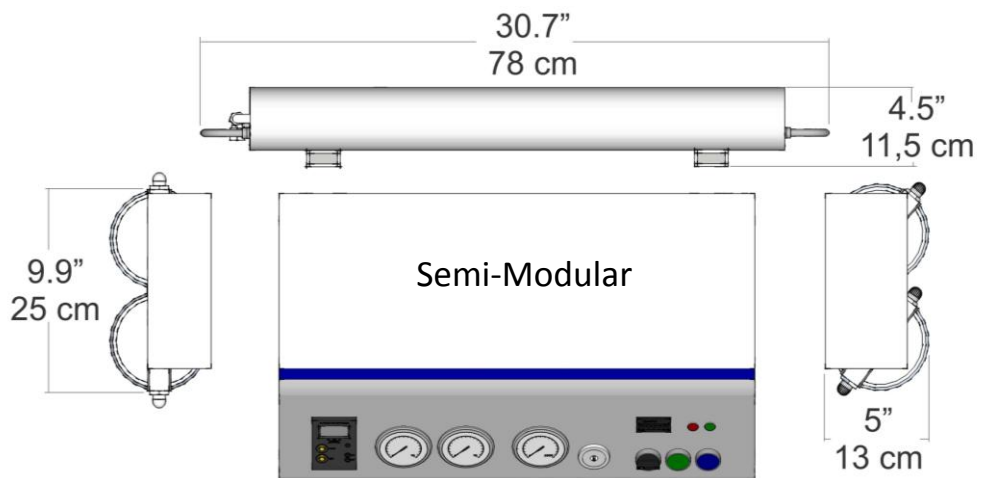 30.7”
78 cm
4.5”
11,5 cm
9.9”
25 cm
Semi-Modular
5”
13 cm